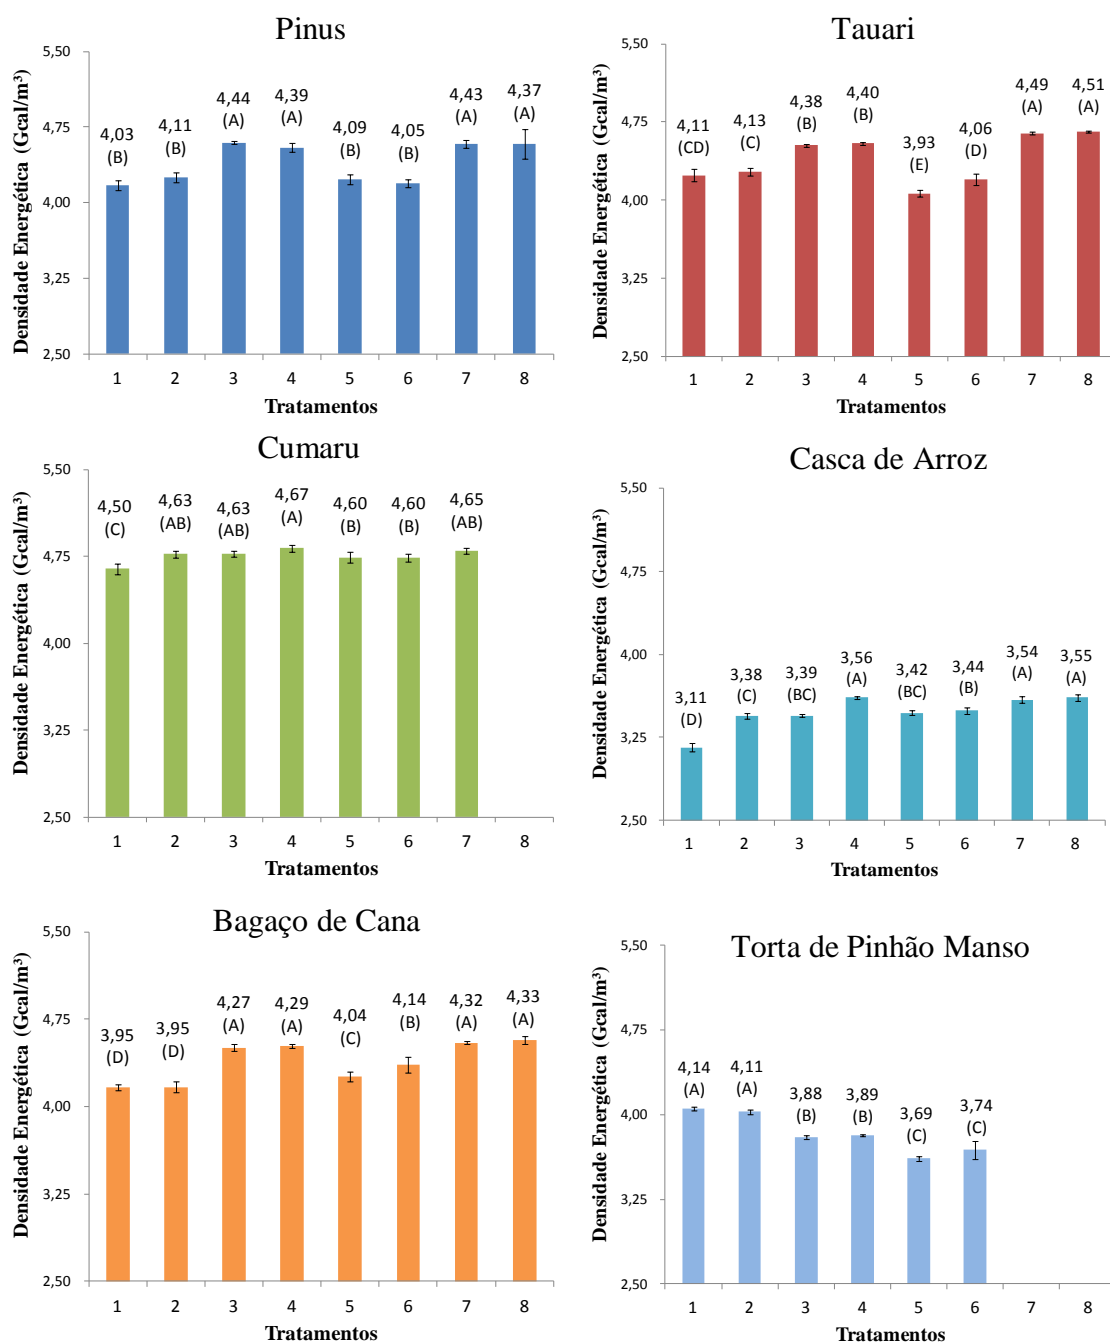 Pinus
Densidade Energética (Gcal/m³)
5,50
4,75
4,00
3,25
2,50
4,03 4,11 4,44 4,39 4,09 4,05 4,43 4,37
(B) (B) (A) (A) (B) (B) (A) (A)
1 2 3 4 5 6 7 8
Tratamentos
Tauari
Densidade Energética (Gcal/m³)
5,50
4,75
4,00
3,25
2,50
4,11 4,13 4,38 4,40 3,93 4,06 4,49 4,51
(CD) (C) (B) (B) (E) (D) (A) (A)
1 2 3 4 5 6 7 8
Tratamentos
Cumaru
Densidade Energética (Gcal/m³)
5,50
4,75
4,00
3,25
2,50
4,50 4,63 4,63 4,67 4,60 4,60 4,65
(C) (AB) (AB) (A) (B) (B) (AB)
1 2 3 4 5 6 7 8
Tratamentos
Casca de Arroz
Densidade Energética (Gcal/m³)
5,50
4,75
4,00
3,25
2,50
3,11 3,38 3,39 3,56 3,42 3,44 3,54 3,55
(D) (C) (BC) (A) (BC) (B) (A) (A)
1 2 3 4 5 6 7 8
Tratamentos
Bagaço de Cana
Densidade Energética (Gcal/m³)
5,50
4,75
4,00
3,25
2,50
3,95 3,95 4,27 4,29 4,04 4,14 4,32 4,33
(D) (D) (A) (A) (C) (B) (A) (A)
1 2 3 4 5 6 7 8
Tratamentos
Torta de Pinhão Manso
Densidade Energética (Gcal/m³)
5,50
4,75
4,00
3,25
2,50
4,14 4,11 3,88 3,89 3,69 3,74
(A) (A) (B) (B) (C) (C)
1 2 3 4 5 6 7 8
Tratamentos